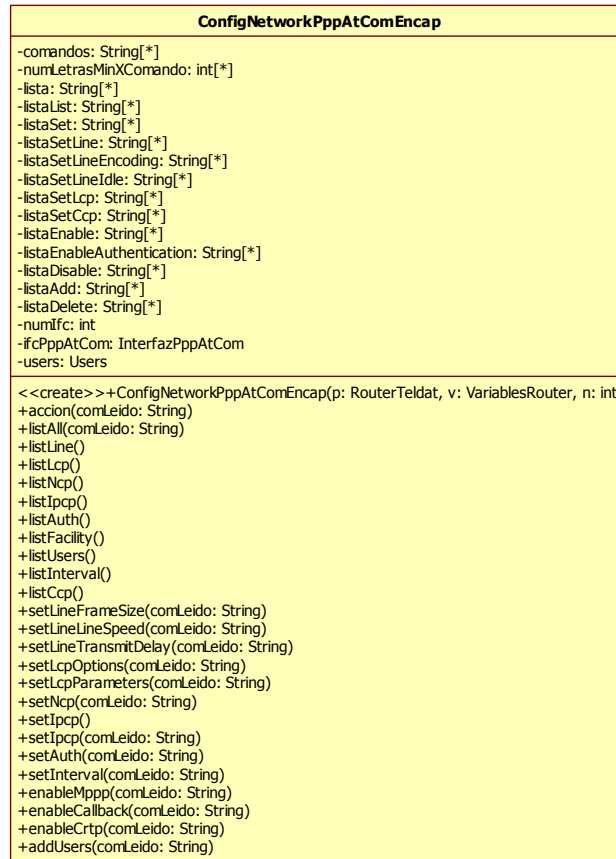 ConfigNetworkPppAtComEncap
-comandos: String[*]
-numLetrasMinXComando: int[*]
-lista: String[*]
-listaList: String[*]
-listaSet: String[*]
-listaSetLine: String[*]
-listaSetLineEncoding: String[*]
-listaSetLineIdle: String[*]
-listaSetLcp: String[*]
-listaSetCcp: String[*]
-listaEnable: String[*]
-listaEnableAuthentication: String[*]
-listaDisable: String[*]
-listaAdd: String[*]
-listaDelete: String[*]
-numIfc: int
-ifcPppAtCom: InterfazPppAtCom
-users: Users
<<create>>+ConfigNetworkPppAtComEncap(p: RouterTeldat, v: VariablesRouter, n: int
+accion(comLeido: String)
+listAll(comLeido: String)
+listLine()
+listLcp()
+listNcp()
+listIpcp()
+listAuth()
+listFacility()
+listUsers()
+listInterval()
+listCcp()
+setLineFrameSize(comLeido: String)
+setLineLineSpeed(comLeido: String)
+setLineTransmitDelay(comLeido: String)
+setLcpOptions(comLeido: String)
+setLcpParameters(comLeido: String)
+setNcp(comLeido: String)
+setIpcp()
+setIpcp(comLeido: String)
+setAuth(comLeido: String)
+setInterval(comLeido: String)
+enableMppp(comLeido: String)
+enableCallback(comLeido: String)
+enableCrtp(comLeido: String)
+addUsers(comLeido: String)